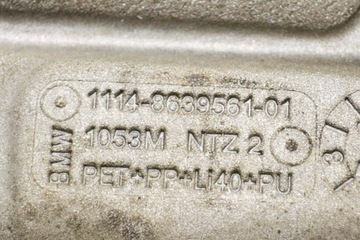 1114-8639561-01
1053M NTZ 2
PET+PP+LI40+PU
BMW